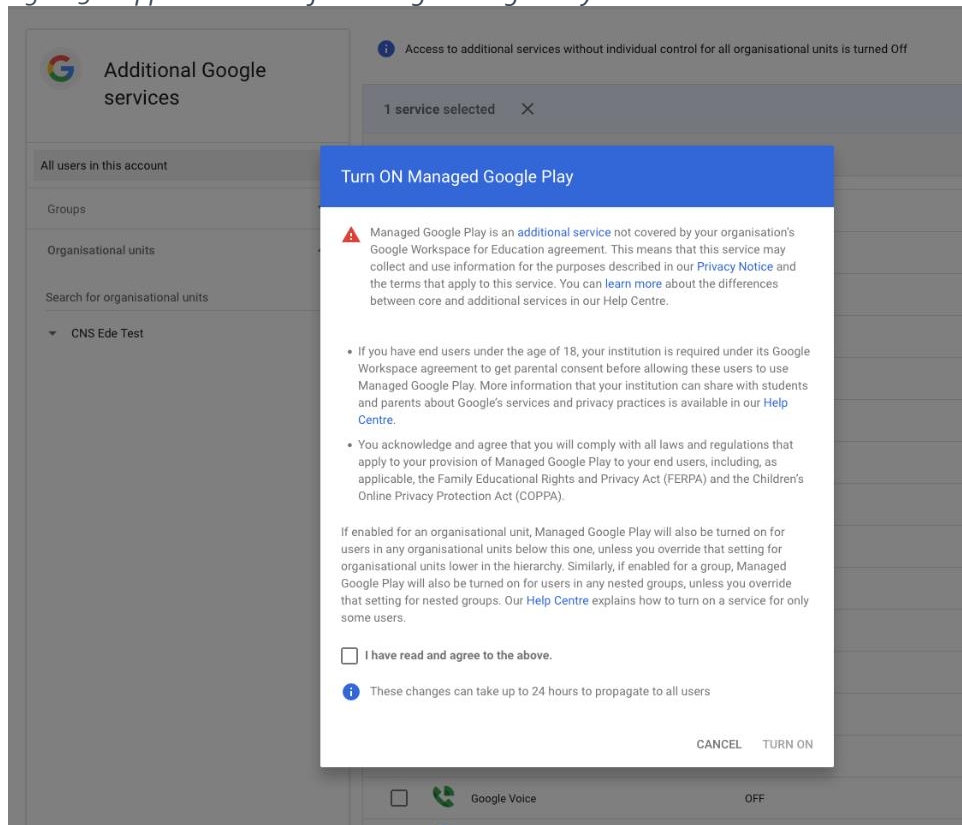 Access to additional services without individual control for all organisational units is turned Off
Additional Google
services
1 service selected
All users in this account
Groups
Organisational units
Search for organisational units
CNS Ede Test
Turn ON Managed Google Play
Managed Google Play is an additional service not covered by your organisation's
Google Workspace for Education agreement. This means that this service may
collect and use information for the purposes described in our Privacy Notice and
the terms that apply to this service. You can learn more about the differences
between core and additional services in our Help Centre.
• If you have end users under the age of 18, your institution is required under its Google
Workspace agreement to get parental consent before allowing these users to use
Managed Google Play. More information that your institution can share with students
and parents about Google's services and privacy practices is available in our Help
Centre.
• You acknowledge and agree that you will comply with all laws and regulations that
apply to your provision of Managed Google Play to your end users, including, as
applicable, the Family Educational Rights and Privacy Act (FERPA) and the Children's
Online Privacy Protection Act (COPPA).
If enabled for an organisational unit, Managed Google Play will also be turned on for
users in any organisational units below this one, unless you override that setting for
organisational units lower in the hierarchy. Similarly, if enabled for a group, Managed
Google Play will also be turned on for users in any nested groups, unless you override
that setting for nested groups. Our Help Centre explains how to turn on a service for only
some users.
I have read and agree to the above.
These changes can take up to 24 hours to propagate to all users
CANCEL TURN ON
Google Voice OFF